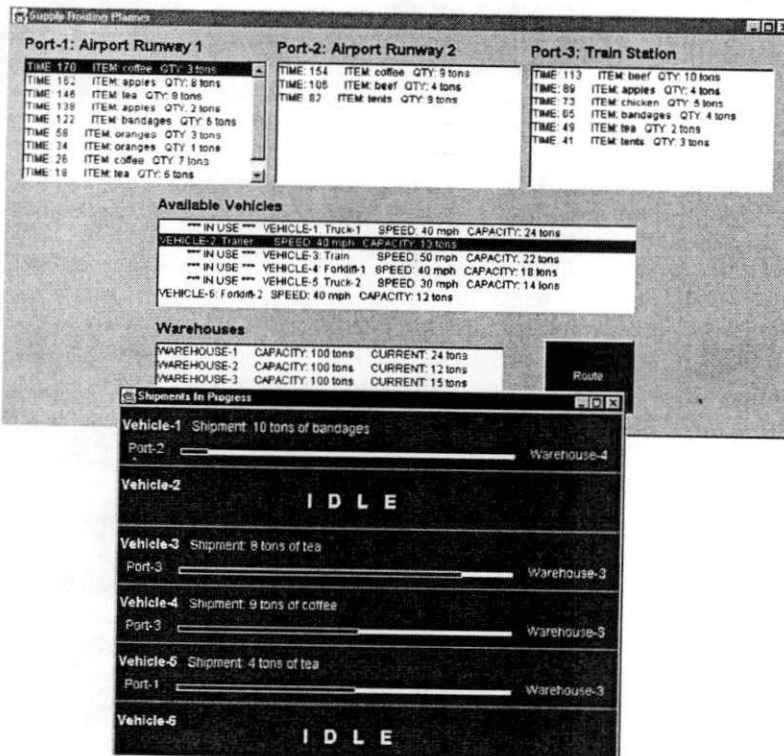 Supply Routing Planner
Port-1: Airport Runway 1
TIME: 170 ITEM: coffee QTY: 3 tons
TIME: 162 ITEM: apples QTY: 8 tons
TIME: 146 ITEM: tea QTY: 9 tons
TIME: 138 ITEM: apples QTY: 2 tons
TIME: 122 ITEM: bandages QTY: 6 tons
TIME: 58 ITEM: oranges QTY: 3 tons
TIME: 34 ITEM: oranges QTY: 1 tons
TIME: 26 ITEM: coffee QTY: 7 tons
TIME: 18 ITEM: tea QTY: 6 tons
Port-2: Airport Runway 2
TIME: 154 ITEM: coffee QTY: 9 tons
TIME: 106 ITEM: beef QTY: 4 tons
TIME: 82 ITEM: tents QTY: 9 tons
Port-3: Train Station
TIME: 113 ITEM: beef QTY: 10 tons
TIME: 89 ITEM: apples QTY: 4 tons
TIME: 73 ITEM: chicken QTY: 5 tons
TIME: 65 ITEM: bandages QTY: 4 tons
TIME: 49 ITEM: tea QTY: 2 tons
TIME: 41 ITEM: tents QTY: 3 tons
Available Vehicles
*** IN USE *** VEHICLE-1: Truck-1 SPEED: 40 mph CAPACITY: 24 tons
VEHICLE-2: Trailer SPEED: 40 mph CAPACITY: 13 tons
*** IN USE *** VEHICLE-3: Train SPEED: 50 mph CAPACITY: 22 tons
*** IN USE *** VEHICLE-4: Forklift-1 SPEED: 40 mph CAPACITY: 18 tons
*** IN USE *** VEHICLE-5: Truck-2 SPEED: 30 mph CAPACITY: 14 tons
VEHICLE-6: Forklift-2 SPEED: 40 mph CAPACITY: 12 tons
Warehouses
WAREHOUSE-1 CAPACITY: 100 tons CURRENT: 24 tons
WAREHOUSE-2 CAPACITY: 100 tons CURRENT: 12 tons
WAREHOUSE-3 CAPACITY: 100 tons CURRENT: 15 tons
Route
Shipments In Progress
Vehicle-1 Shipment: 10 tons of bandages
Port-2 Warehouse-4
Vehicle-2
I D L E
Vehicle-3 Shipment: 8 tons of tea
Port-3 Warehouse-3
Vehicle-4 Shipment: 9 tons of coffee
Port-3 Warehouse-3
Vehicle-5 Shipment: 4 tons of tea
Port-1 Warehouse-3
Vehicle-6
I D L E